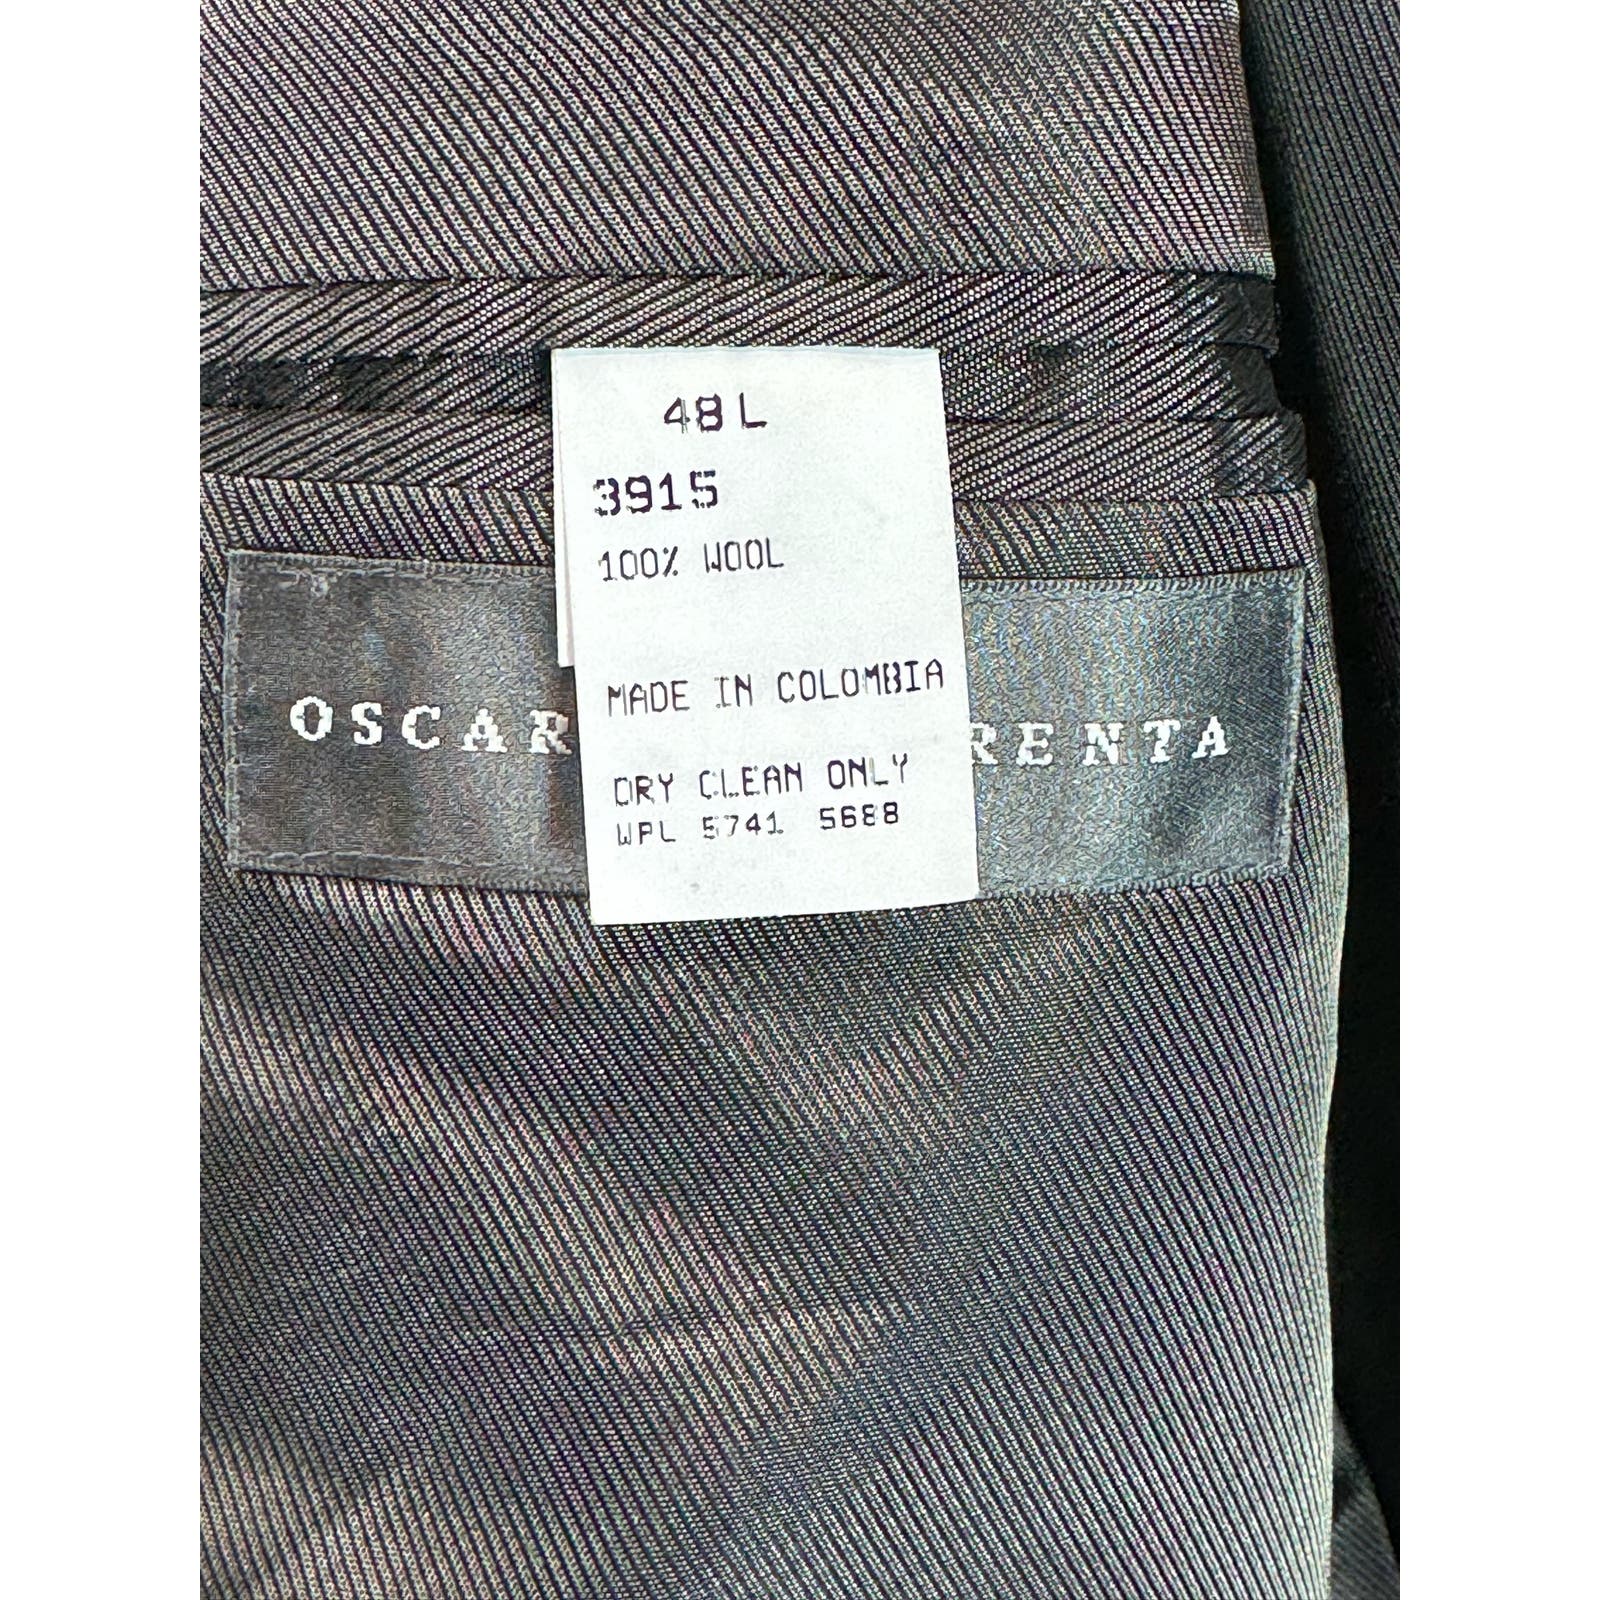 48 L
3915
100% WOOL
MADE IN COLOMBIA
OSCAR RENTA
DRY CLEAN ONLY
WPL 5741 5688